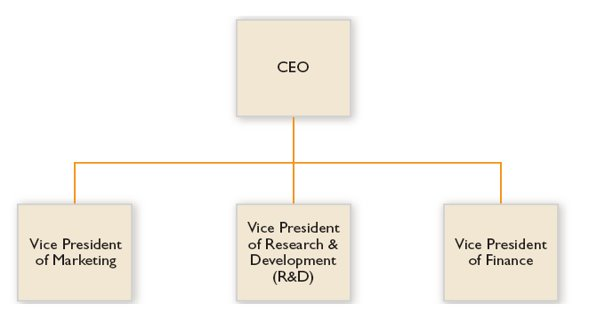 CEO
Vice President
of Marketing
Vice President
of Research &
Development
(R&D)
Vice President
of Finance